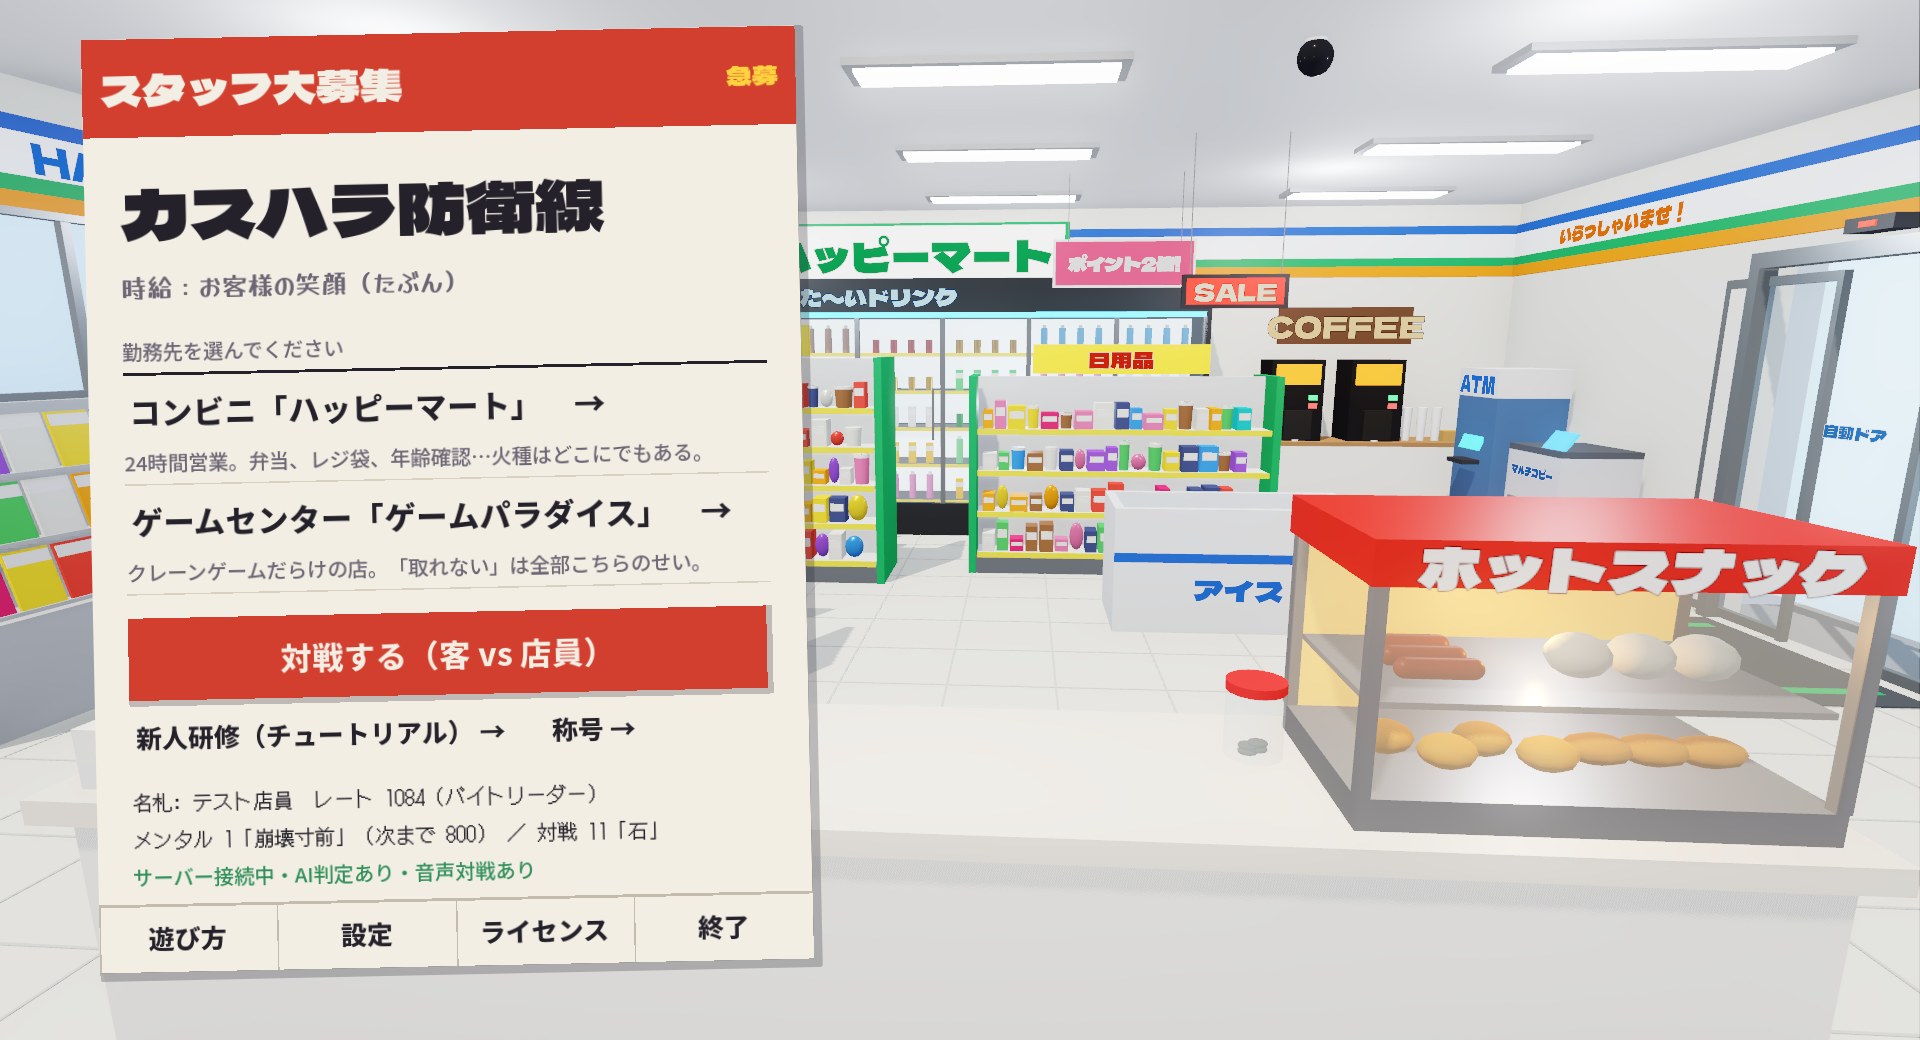 スタッフ大募集
急募
カスハラ防衛線
時給：お客様の笑顔（たぶん）
勤務先を選んでください
コンビニ「ハッピーマート」 →
24時間営業。弁当、レジ袋、年齢確認…火種はどこにでもある。
ゲームセンター「ゲームパラダイス」 →
クレーンゲームだらけの店。「取れない」は全部こちらのせい。
対戦する（客 vs 店員）
新人研修（チュートリアル）→ 称号→
名札: テスト店員 レート 1084（バイトリーダー）
メンタル 1「崩壊寸前」（次まで 800） ／ 対戦 11「石」
サーバー接続中・AI判定あり・音声対戦あり
遊び方 設定 ライセンス 終了
ハッピーマート
ポイント2倍!
た〜いドリンク
SALE
COFFEE
日用品
いらっしゃいませ！
ATM
マルチコピー
自動ドア
アイス
ホットスナック